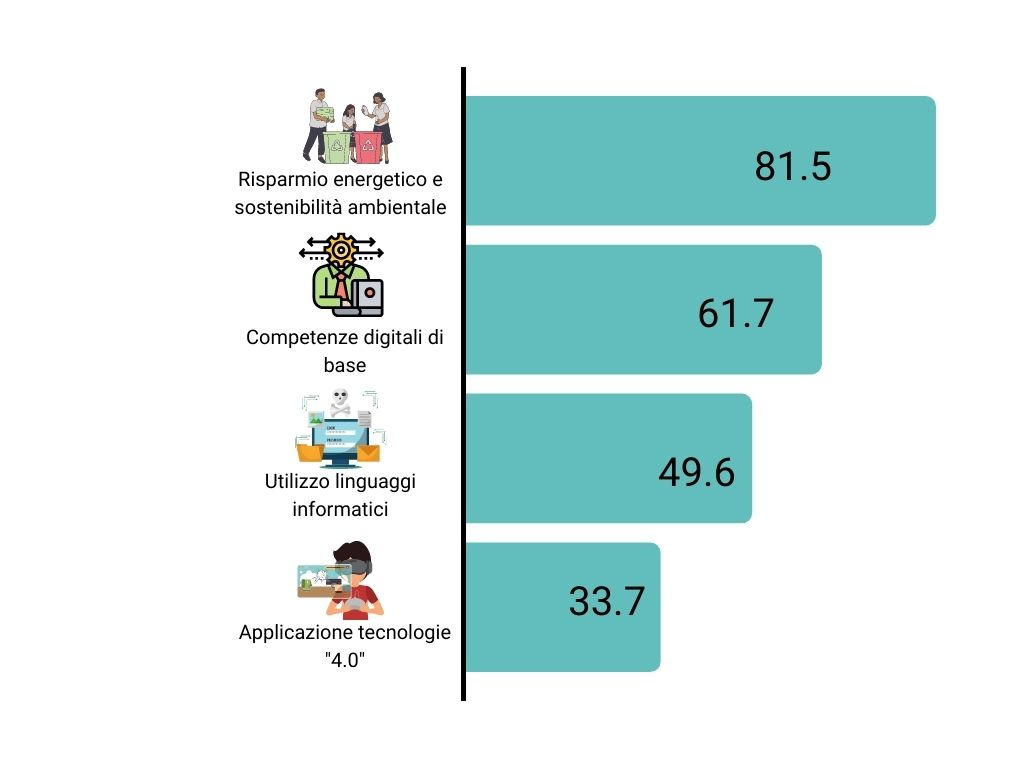 Risparmio energetico e
sostenibilità ambientale
81.5
Competenze digitali di
base
61.7
Utilizzo linguaggi
informatici
49.6
Applicazione tecnologie
"4.0"
33.7